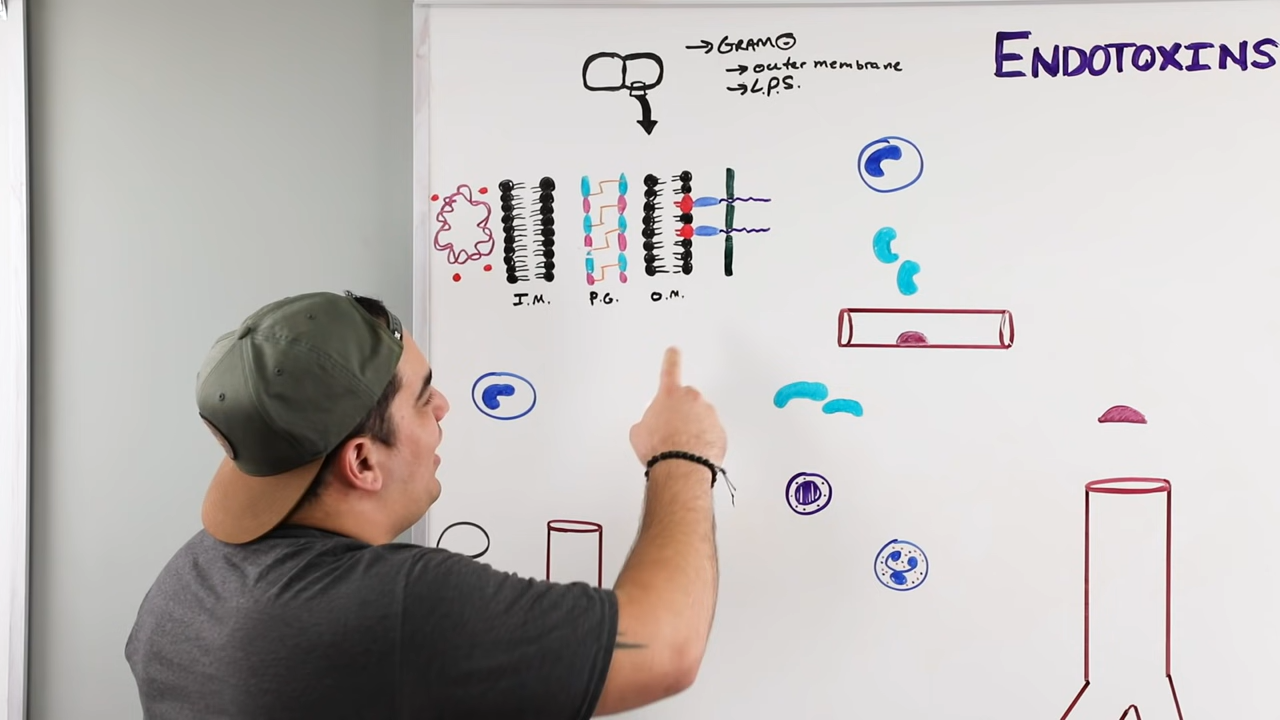 →GRAM⊖
→outer membrane
→L.P.S.
ENDOTOXINS
I.M. P.G. O.M.